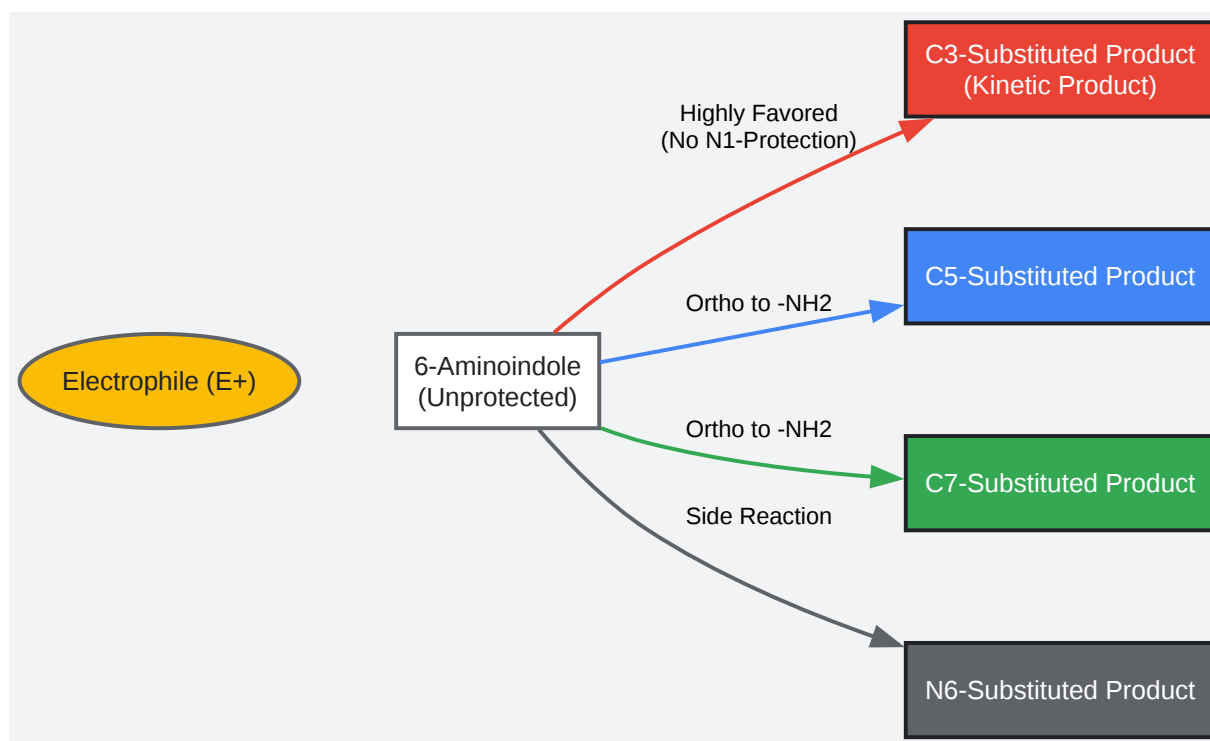 C3-Substituted Product
(Kinetic Product)
Highly Favored
(No N1-Protection)
C5-Substituted Product
Ortho to -NH2
Electrophile (E+)
6-Aminoindole
(Unprotected)
Ortho to -NH2
C7-Substituted Product
Side Reaction
N6-Substituted Product